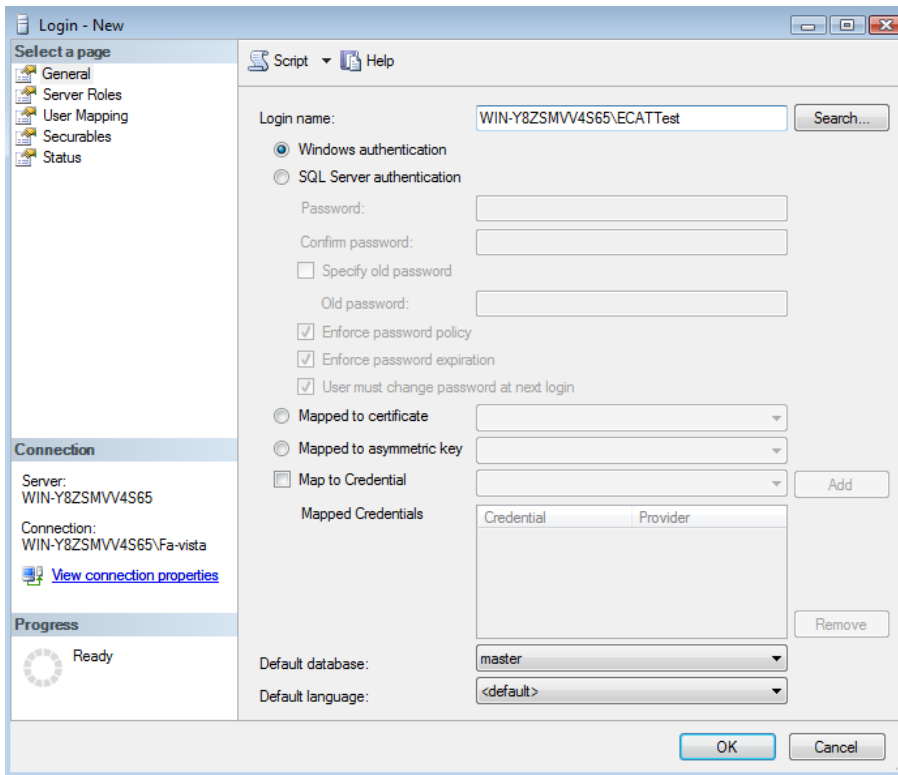 Login - New
Select a page
General
Server Roles
User Mapping
Securables
Status
Script Help
Login name: WIN-Y8ZSMVV4S65\ECATTest Search...
Windows authentication
SQL Server authentication
Password:
Confirm password:
Specify old password
Old password:
Enforce password policy
Enforce password expiration
User must change password at next login
Mapped to certificate
Mapped to asymmetric key
Map to Credential Add
Mapped Credentials Credential Provider
Remove
Default database: master
Default language: <default>
Connection
Server:
WIN-Y8ZSMVV4S65
Connection:
WIN-Y8ZSMVV4S65\Fa-vista
View connection properties
Progress
Ready
OK Cancel